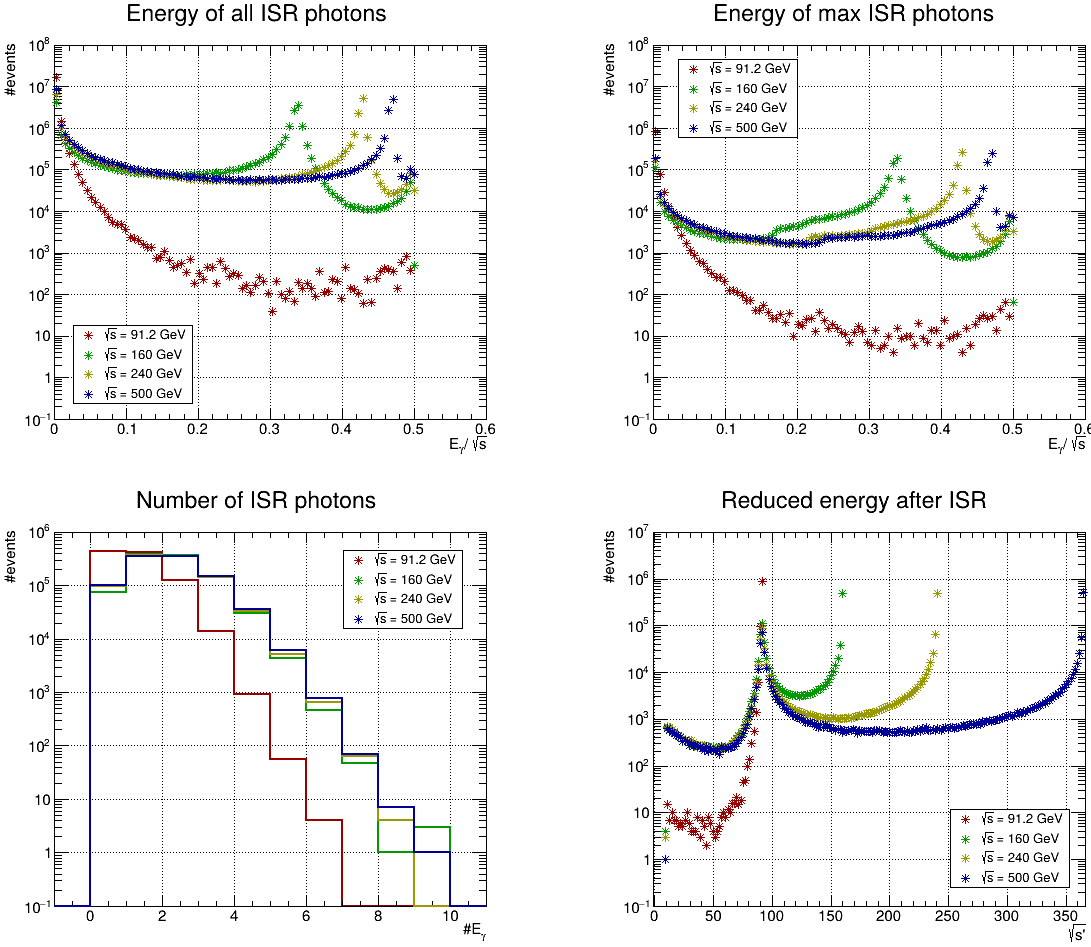 Energy of all ISR photons
#events
10⁸
10⁷
10⁶
10⁵
10⁴
10³
10²
10
1
10⁻¹
√s = 91.2 GeV
√s = 160 GeV
√s = 240 GeV
√s = 500 GeV
0 0.1 0.2 0.3 0.4 0.5 0.6
Eγ/ √s
Energy of max ISR photons
#events
10⁸
10⁷
10⁶
10⁵
10⁴
10³
10²
10
1
10⁻¹
√s = 91.2 GeV
√s = 160 GeV
√s = 240 GeV
√s = 500 GeV
0 0.1 0.2 0.3 0.4 0.5 0.6
Eγ/ √s
Number of ISR photons
#events
10⁶
10⁵
10⁴
10³
10²
10
1
10⁻¹
√s = 91.2 GeV
√s = 160 GeV
√s = 240 GeV
√s = 500 GeV
0 2 4 6 8 10
#Eγ
Reduced energy after ISR
#events
10⁷
10⁶
10⁵
10⁴
10³
10²
10
1
10⁻¹
√s = 91.2 GeV
√s = 160 GeV
√s = 240 GeV
√s = 500 GeV
0 50 100 150 200 250 300 350
√s'